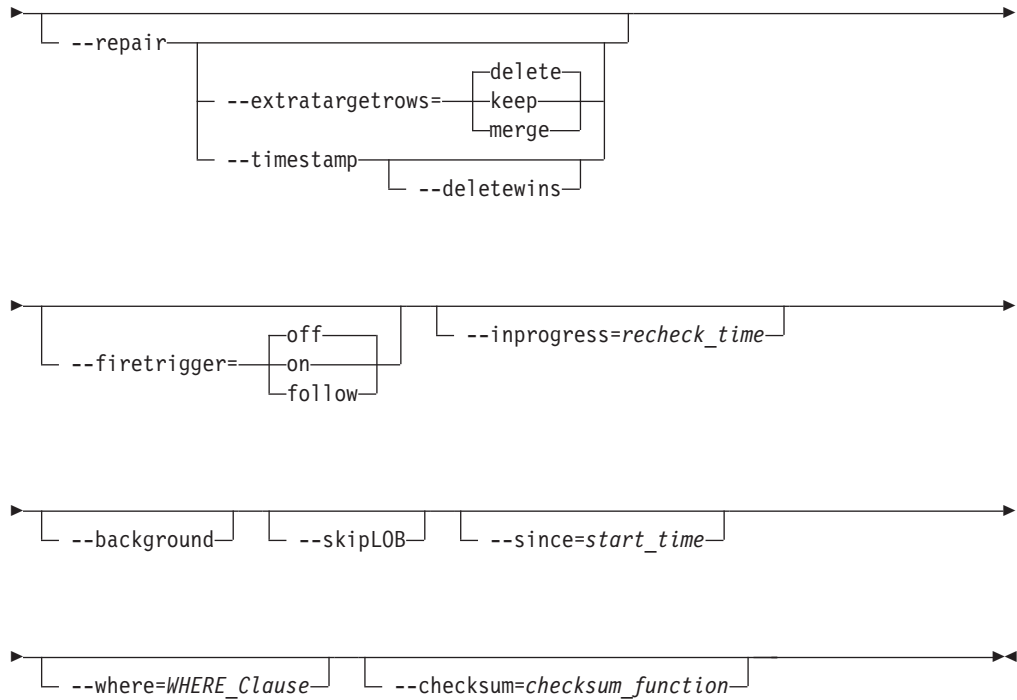 --repair
delete
--extratargetrows= keep
merge
--timestamp
--deletewins
off
--inprogress=recheck_time
--firetrigger= on
follow
--background --skipLOB --since=start_time
--where=WHERE_Clause --checksum=checksum_function